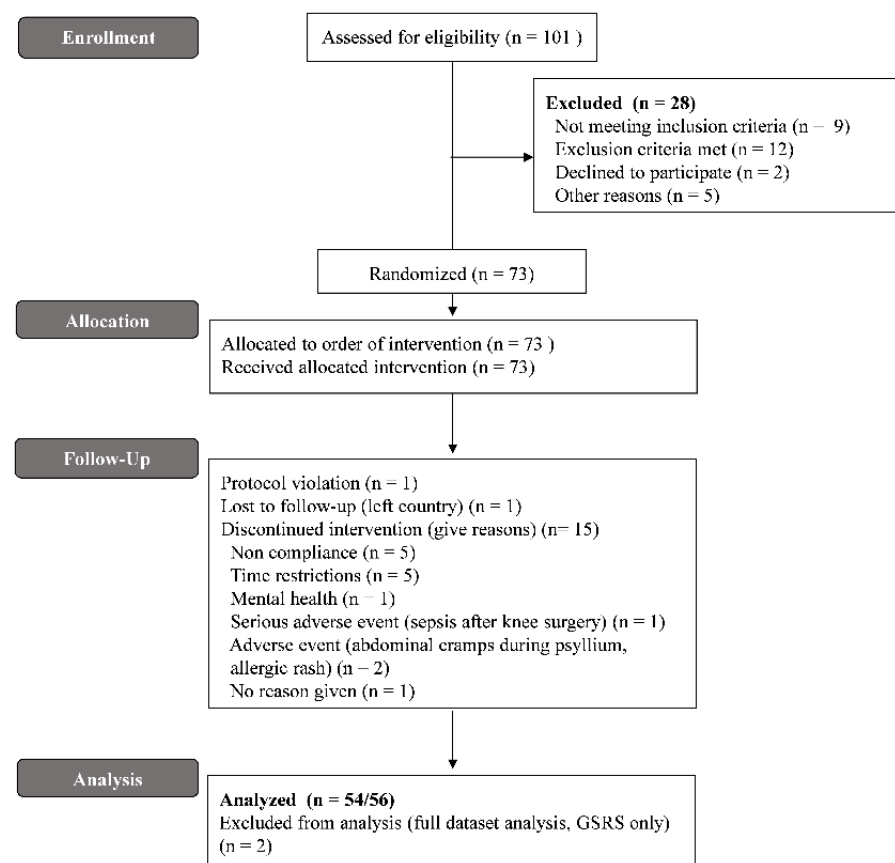 Enrollment
Assessed for eligibility (n = 101 )
Excluded (n = 28)
Not meeting inclusion criteria (n − 9)
Exclusion criteria met (n = 12)
Declined to participate (n = 2)
Other reasons (n = 5)
Randomized (n = 73)
Allocation
Allocated to order of intervention (n = 73 )
Received allocated intervention (n = 73)
Follow-Up
Protocol violation (n = 1)
Lost to follow-up (left country) (n = 1)
Discontinued intervention (give reasons) (n= 15)
Non compliance (n = 5)
Time restrictions (n = 5)
Mental health (n − 1)
Serious adverse event (sepsis after knee surgery) (n = 1)
Adverse event (abdominal cramps during psyllium,
allergic rash) (n − 2)
No reason given (n = 1)
Analysis
Analyzed (n = 54/56)
Excluded from analysis (full dataset analysis, GSRS only)
(n = 2)